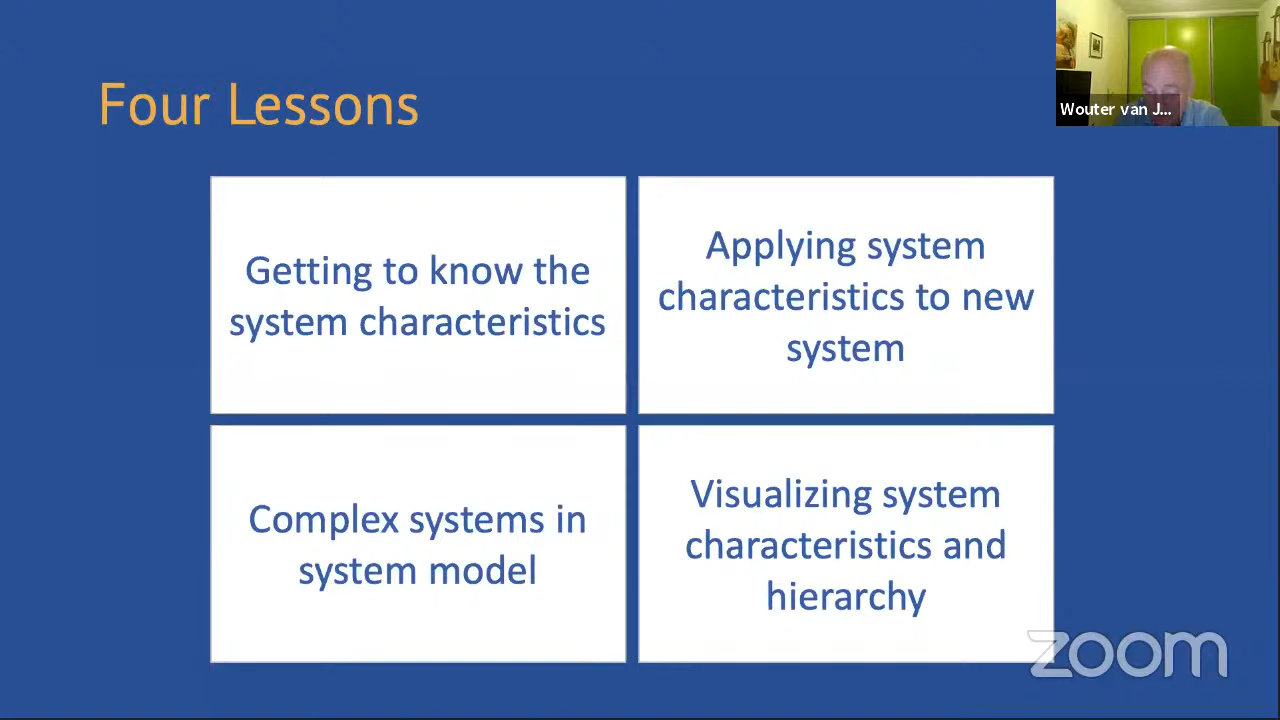 Four Lessons
Wouter van J...
Getting to know the
system characteristics
Applying system
characteristics to new
system
Complex systems in
system model
Visualizing system
characteristics and
hierarchy
zoom